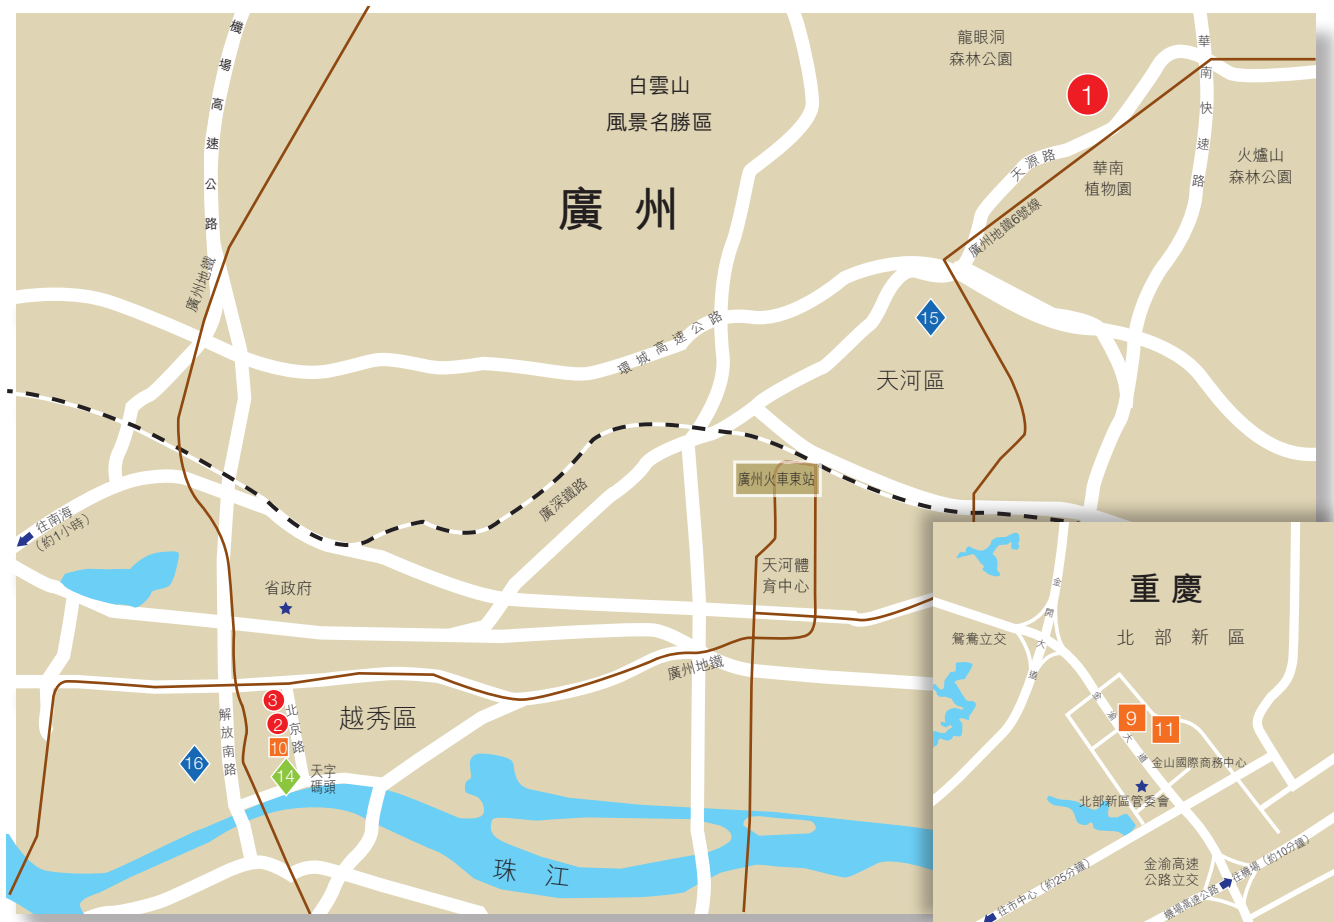 機場高速公路
白雲山
風景名勝區
廣州
龍眼洞
森林公園
1
華南快速路
天源路
華南
植物園
火爐山
森林公園
廣州地鐵6號線
廣州地鐵
15
環城高速公路
天河區
廣州火車東站
廣深鐵路
往南海
(約1小時)
天河體
育中心
省政府
廣州地鐵
3
2
10
14
北京路
越秀區
解放南路
16
天字
碼頭
珠江
重慶
北部新區
金開大道
鴛鴦立交
金渝大道
9
11
金山國際商務中心
北部新區管委會
金渝高速
公路立交
往市中心(約25分鐘)
機場高速公路
往機場(約10分鐘)